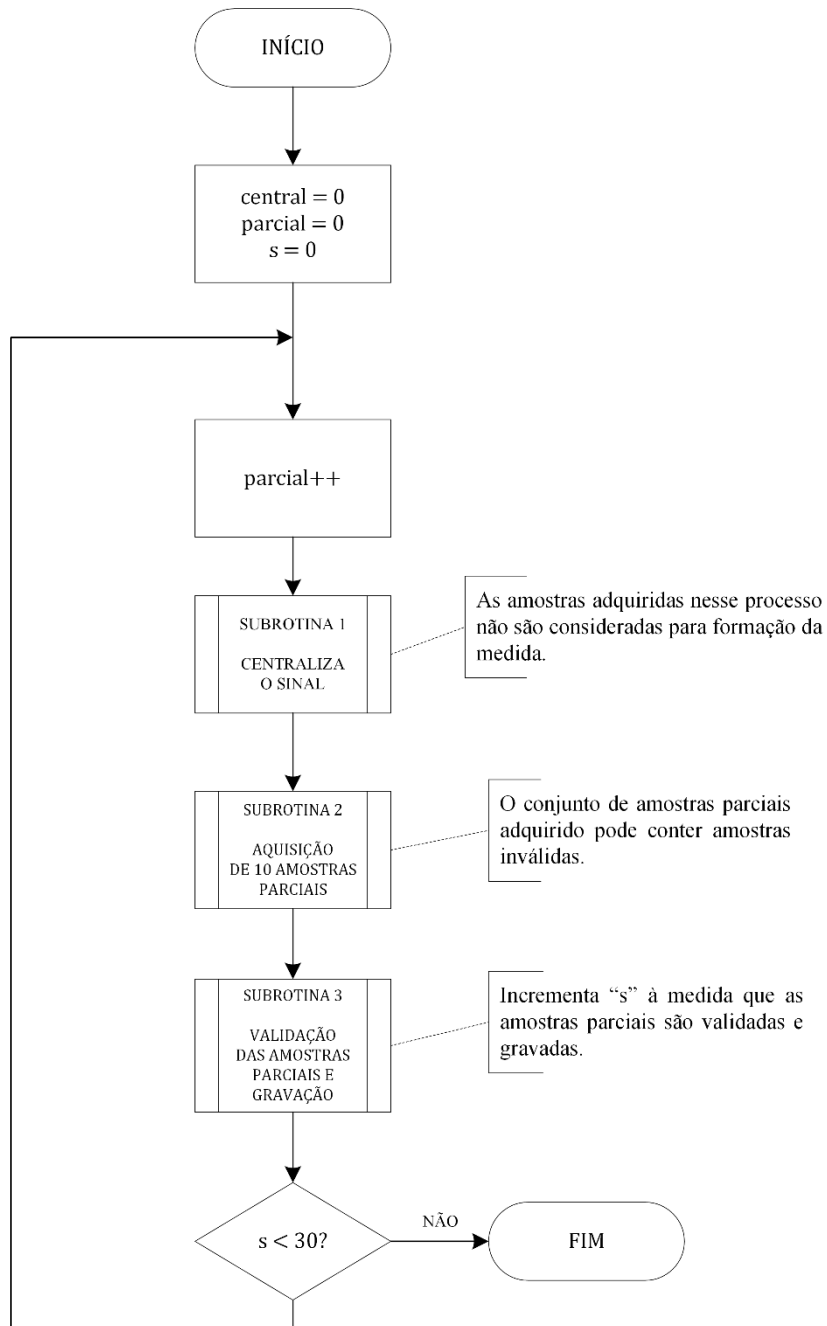 INÍCIO
central = 0
parcial = 0
s = 0
parcial++
SUBROTINA 1
CENTRALIZA
O SINAL
As amostras adquiridas nesse processo
não são consideradas para formação da
medida.
SUBROTINA 2
AQUISIÇÃO
DE 10 AMOSTRAS
PARCIAIS
O conjunto de amostras parciais
adquirido pode conter amostras
inválidas.
SUBROTINA 3
VALIDAÇÃO
DAS AMOSTRAS
PARCIAIS E
GRAVAÇÃO
Incrementa “s” à medida que as
amostras parciais são validadas e
gravadas.
s < 30?
NÃO
FIM